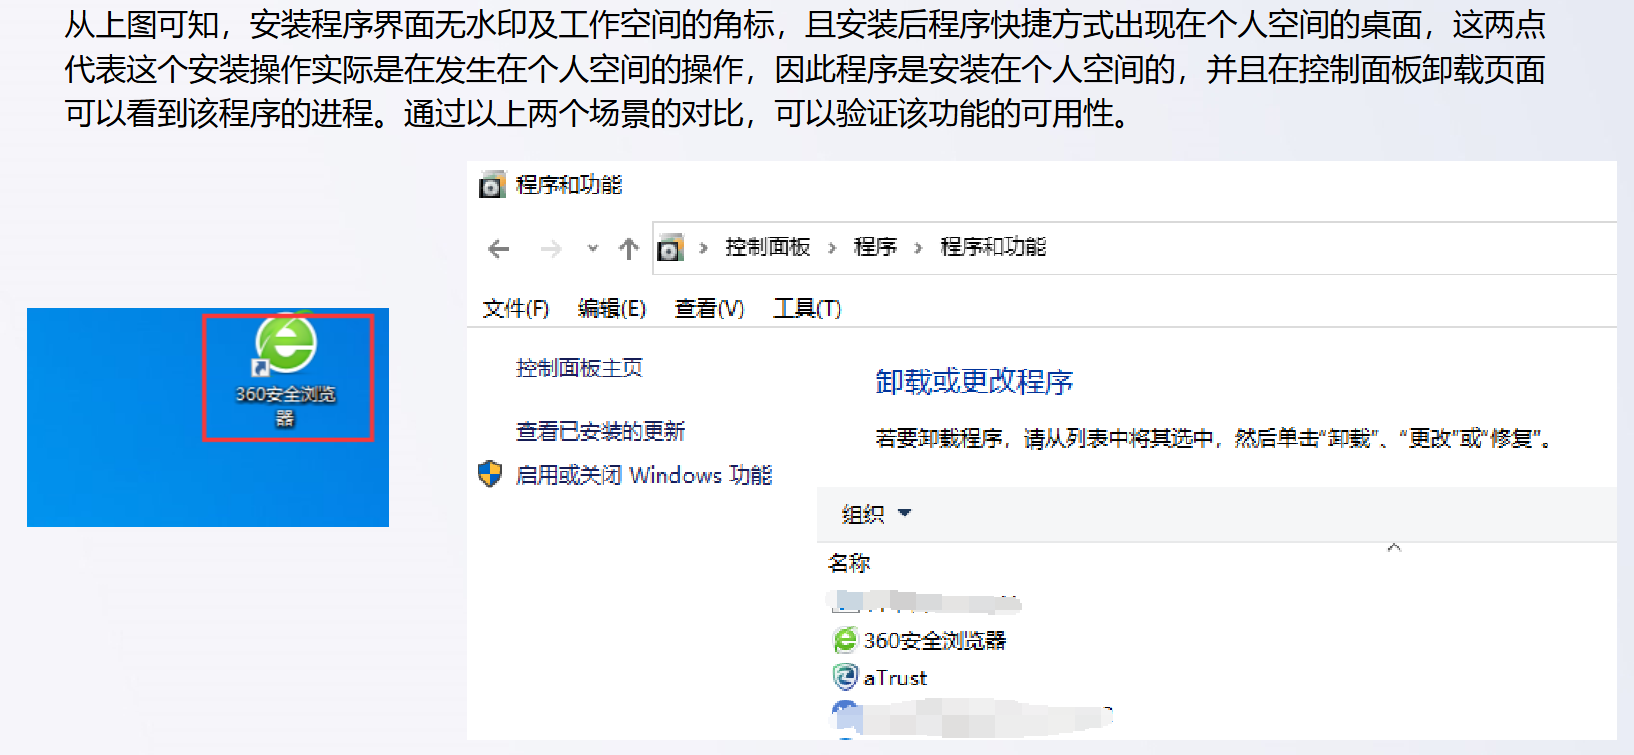 从上图可知，安装程序界面无水印及工作空间的角标，且安装后程序快捷方式出现在个人空间的桌面，这两点
代表这个安装操作实际是在发生在个人空间的操作，因此程序是安装在个人空间的，并且在控制面板卸载页面
可以看到该程序的进程。通过以上两个场景的对比，可以验证该功能的可用性。
程序和功能
控制面板 › 程序 › 程序和功能
文件(F) 编辑(E) 查看(V) 工具(T)
控制面板主页
查看已安装的更新
启用或关闭 Windows 功能
卸载或更改程序
若要卸载程序，请从列表中将其选中，然后单击“卸载”、“更改”或“修复”。
组织
名称
360安全浏览器
aTrust
360安全浏览
器